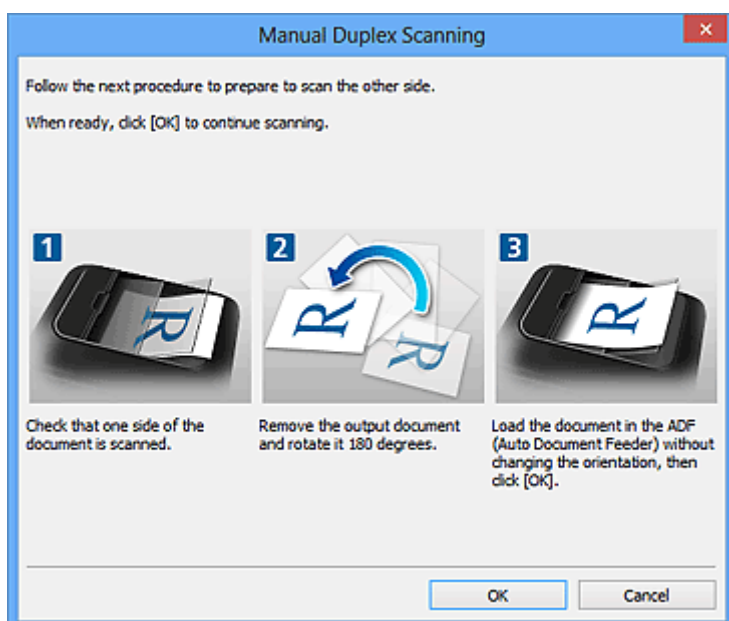 Manual Duplex Scanning
Follow the next procedure to prepare to scan the other side.
When ready, click [OK] to continue scanning.
1
R
2
R
R
3
R
Check that one side of the
document is scanned.
Remove the output document
and rotate it 180 degrees.
Load the document in the ADF
(Auto Document Feeder) without
changing the orientation, then
click [OK].
OK
Cancel